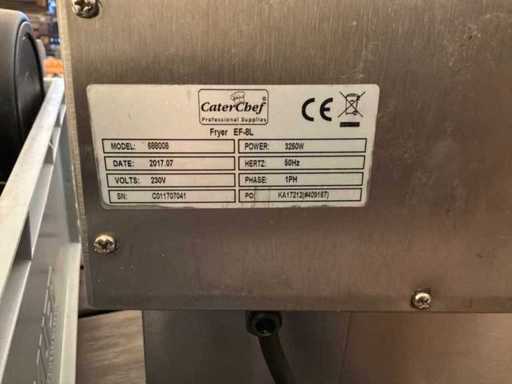 CaterChef®
Professional Supplies
CE
Fryer EF-8L
MODEL: 688008 POWER: 3250W
DATE: 2017.07 HERTZ: 50Hz
VOLTS: 230V PHASE: 1PH
SN: C011707041 PO: KA17212(#409187)